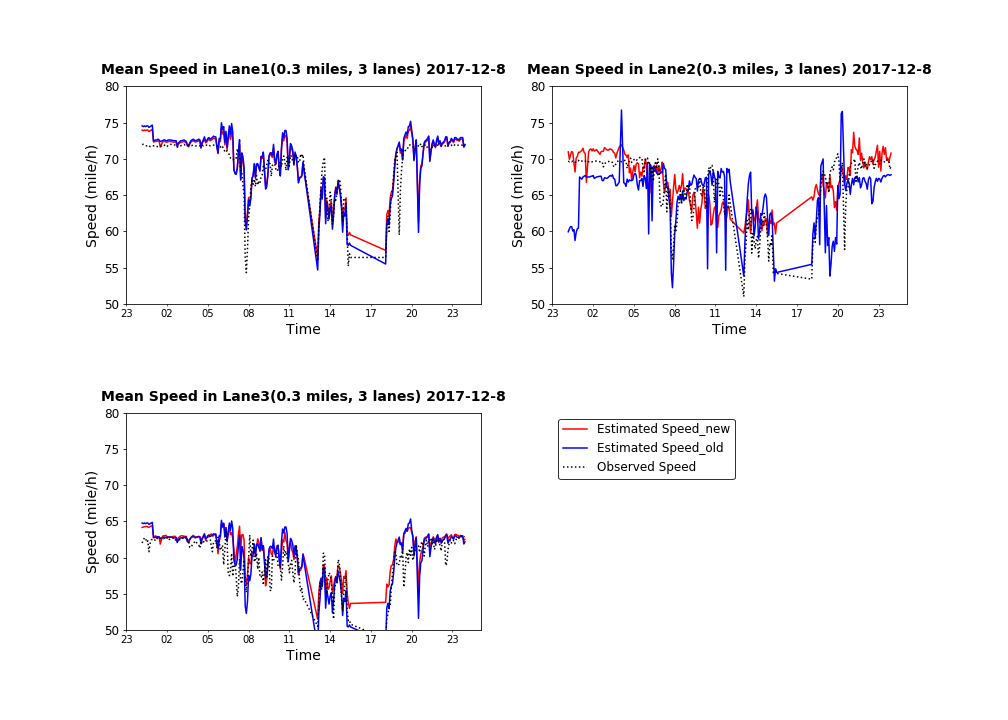 Mean Speed in Lane1(0.3 miles, 3 lanes) 2017-12-8
80
75
70
65
60
55
50
Speed (mile/h)
23 02 05 08 11 14 17 20 23
Time
Mean Speed in Lane2(0.3 miles, 3 lanes) 2017-12-8
80
75
70
65
60
55
50
Speed (mile/h)
23 02 05 08 11 14 17 20 23
Time
Mean Speed in Lane3(0.3 miles, 3 lanes) 2017-12-8
80
75
70
65
60
55
50
Speed (mile/h)
23 02 05 08 11 14 17 20 23
Time
Estimated Speed_new
Estimated Speed_old
Observed Speed